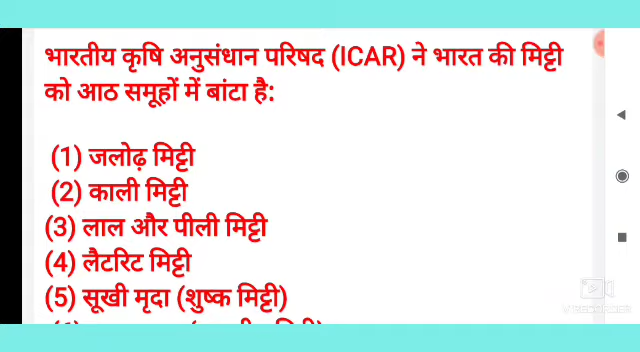 भारतीय कृषि अनुसंधान परिषद (ICAR) ने भारत की मिट्टी
को आठ समूहों में बांटा है:
(1) जलोढ़ मिट्टी
(2) काली मिट्टी
(3) लाल और पीली मिट्टी
(4) लैटरिट मिट्टी
(5) सूखी मृदा (शुष्क मिट्टी)